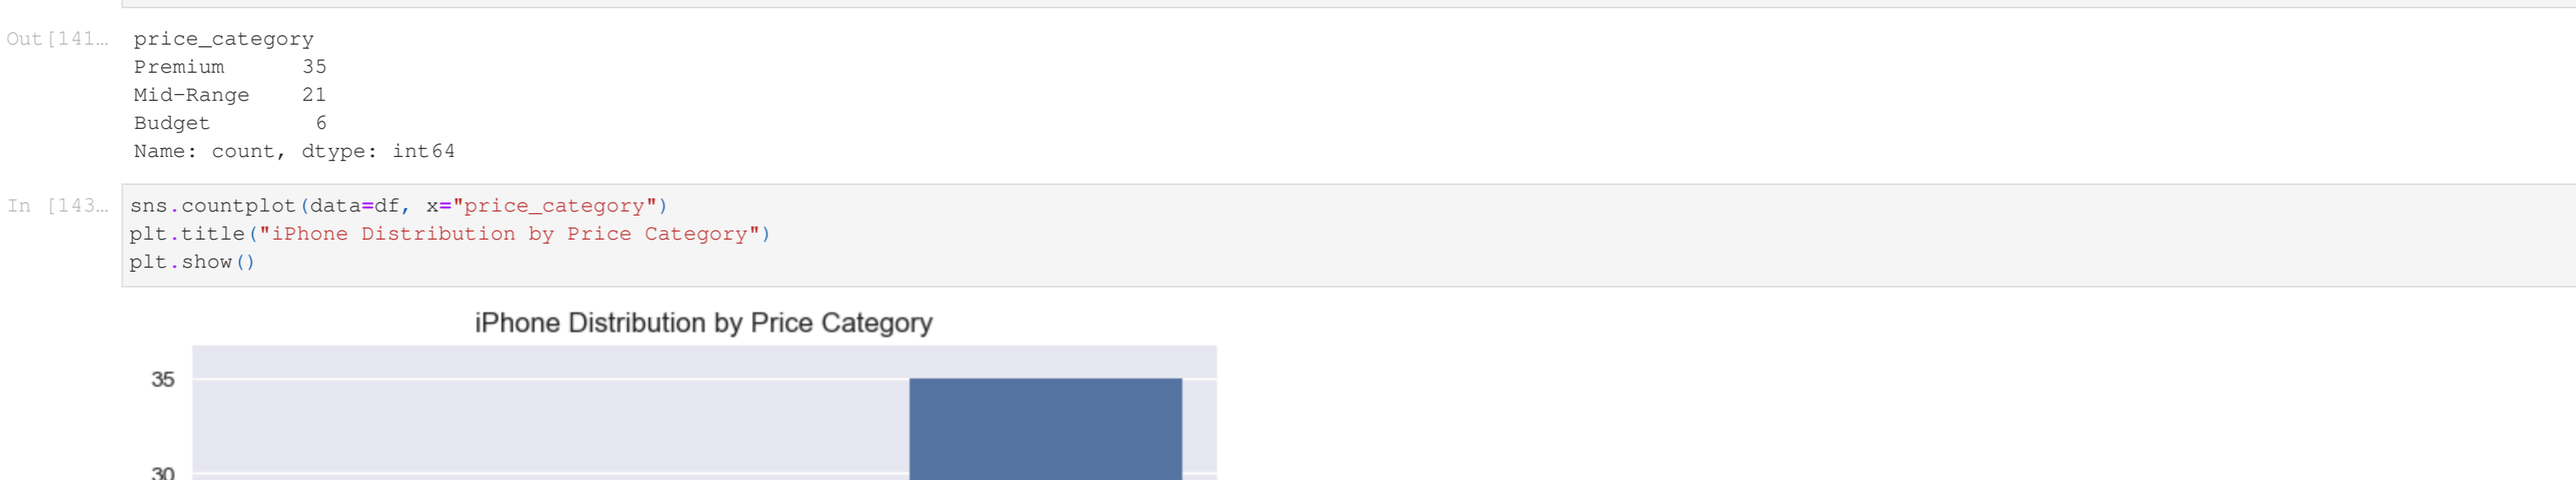 Out[141…
price_category
Premium 35
Mid-Range 21
Budget 6
Name: count, dtype: int64
In [143…
sns.countplot(data=df, x="price_category")
plt.title("iPhone Distribution by Price Category")
plt.show()
iPhone Distribution by Price Category
35
30